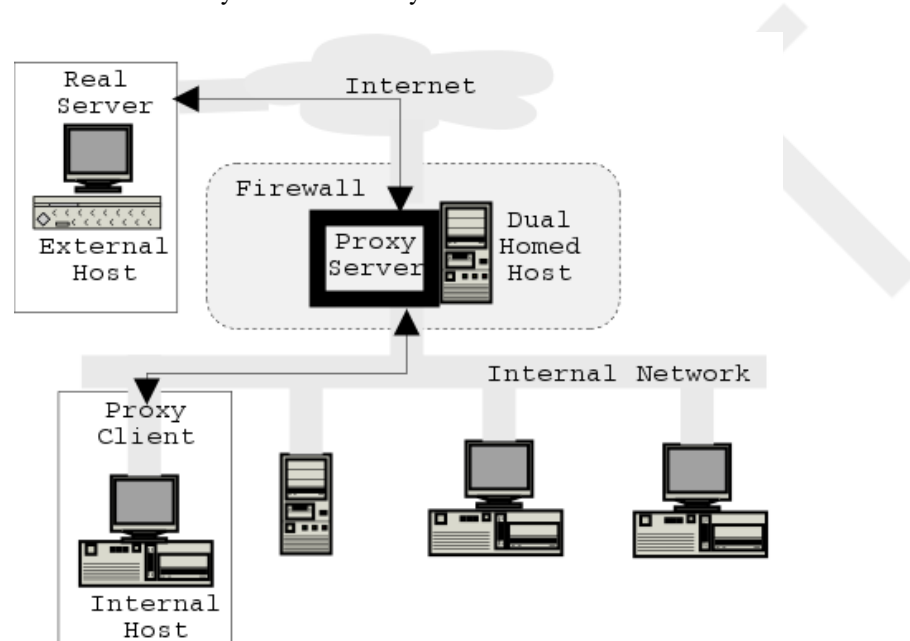 Real
Server
Internet
External
Host
Firewall
Proxy
Server
Dual
Homed
Host
Internal Network
Proxy
Client
Internal
Host